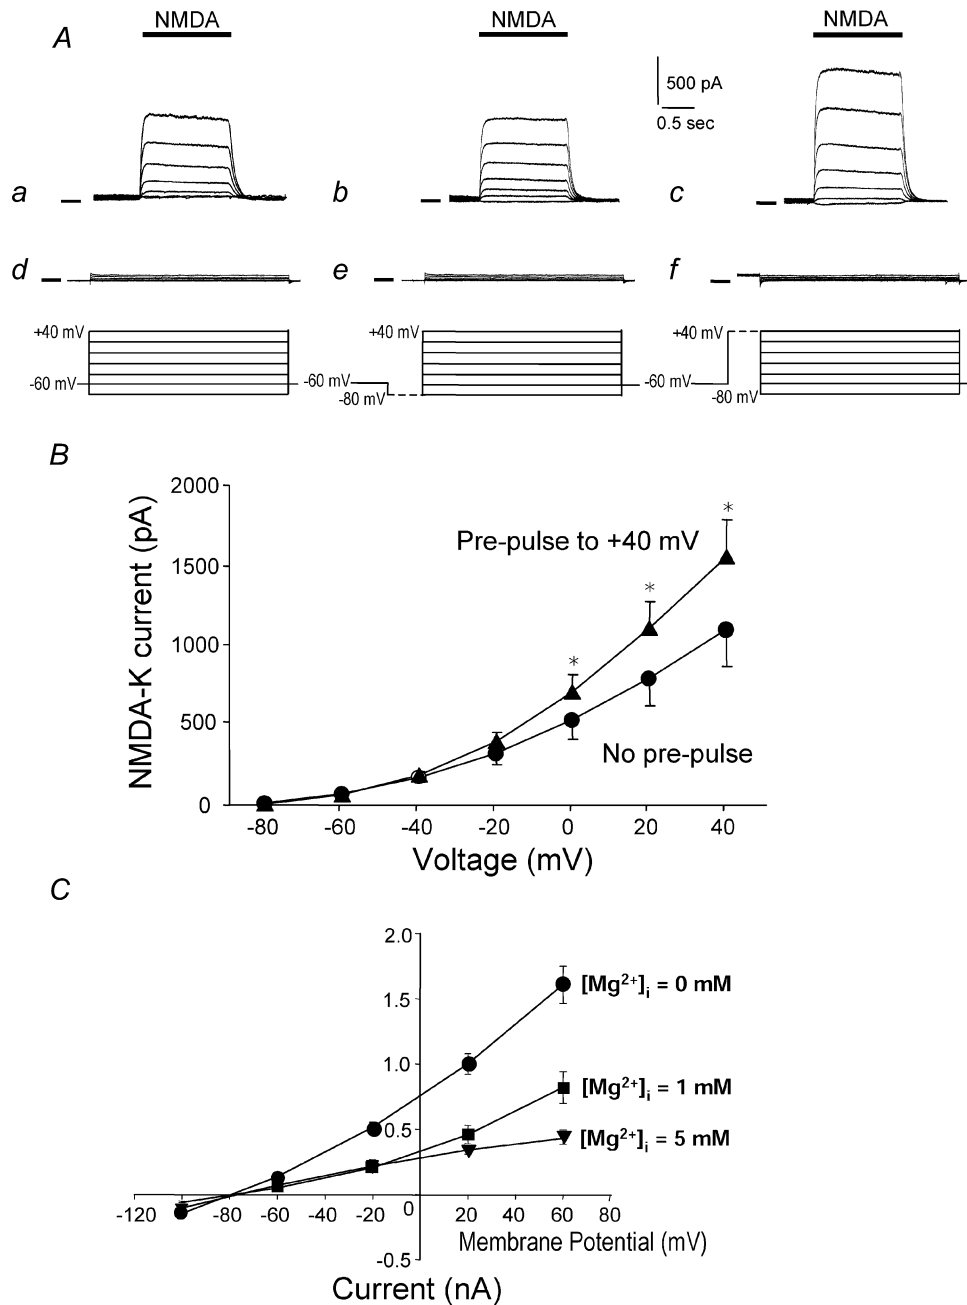 A
NMDA
NMDA
NMDA
500 pA
0.5 sec
a
b
c
d
e
f
+40 mV
-60 mV
+40 mV
-60 mV
-80 mV
+40 mV
-60 mV
-80 mV
B
NMDA-K current (pA)
2000
1500
1000
500
0
Pre-pulse to +40 mV
*
*
*
No pre-pulse
-80 -60 -40 -20 0 20 40
Voltage (mV)
C
2.0
1.5
1.0
0.5
0
-0.5
[Mg²⁺]ᵢ = 0 mM
[Mg²⁺]ᵢ = 1 mM
[Mg²⁺]ᵢ = 5 mM
-120 -100 -80 -60 -40 -20 20 40 60 80
Membrane Potential (mV)
Current (nA)